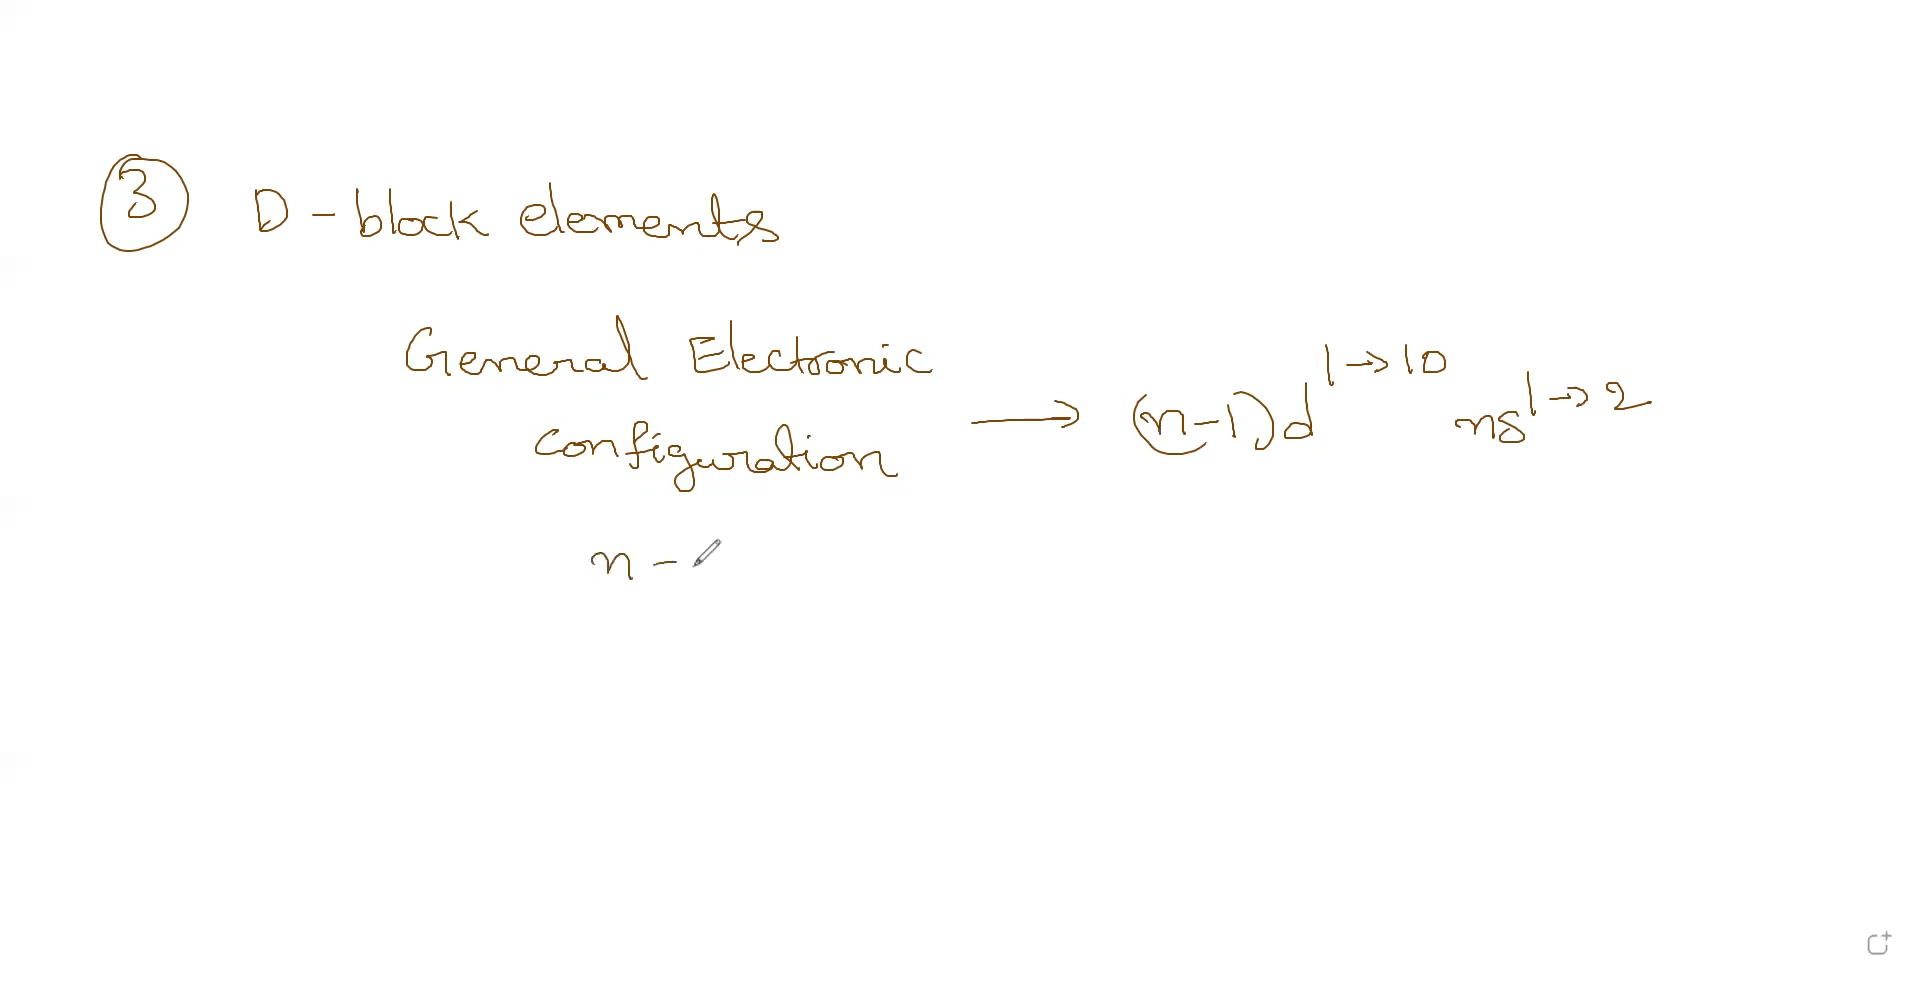 3 D-block elements
General Electronic
configuration → (n-1)d^1→10 ns^1→2
n -